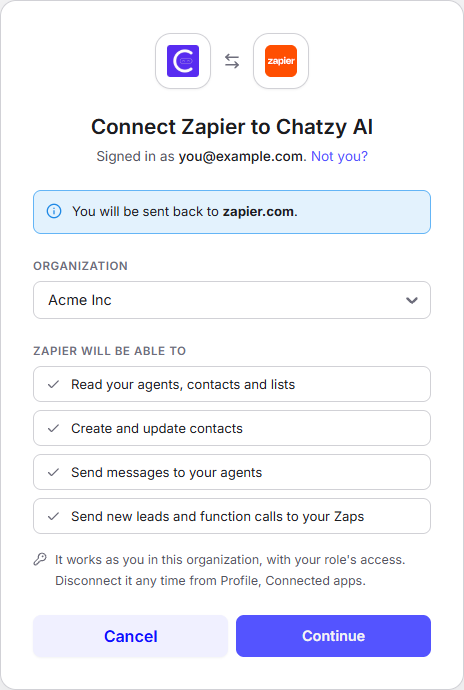 zapier
Connect Zapier to Chatzy AI
Signed in as you@example.com. Not you?
You will be sent back to zapier.com.
ORGANIZATION
Acme Inc
ZAPIER WILL BE ABLE TO
Read your agents, contacts and lists
Create and update contacts
Send messages to your agents
Send new leads and function calls to your Zaps
It works as you in this organization, with your role's access.
Disconnect it any time from Profile, Connected apps.
Cancel
Continue